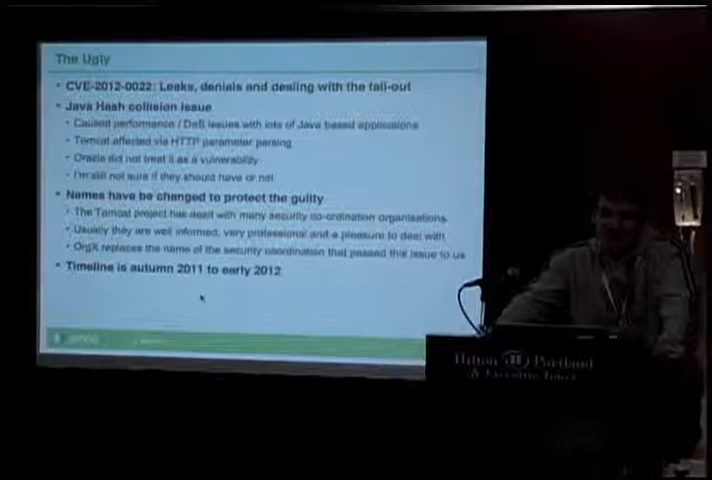 The Ugly
• CVE-2012-0022: Leaks, denials and dealing with the fall-out
• Java Hash collision issue
• Caused performance / DoS issues with lots of Java based applications
• Tomcat affected via HTTP parameter parsing
• Oracle did not treat it as a vulnerability
• I'm still not sure if they should have or not
• Names have be changed to protect the guilty
• The Tomcat project has dealt with many security co-ordination organisations
• Usually they are well informed, very professional and a pleasure to deal with
• OrgX replaces the name of the security coordination that passed this issue to us
• Timeline is autumn 2011 to early 2012
Hilton Portland
& Executive Tower